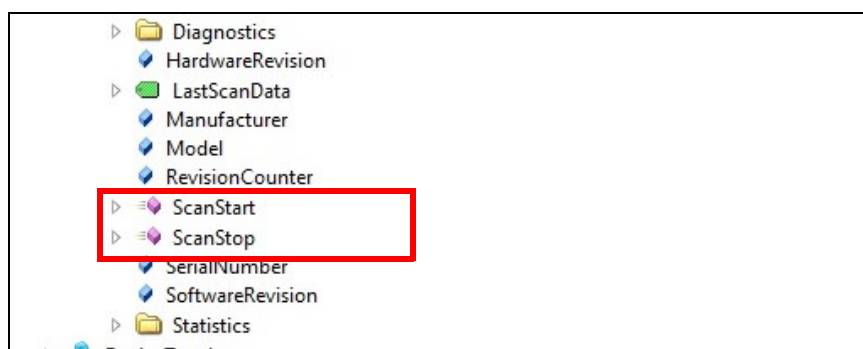 Diagnostics
HardwareRevision
LastScanData
Manufacturer
Model
RevisionCounter
ScanStart
ScanStop
SerialNumber
SoftwareRevision
Statistics